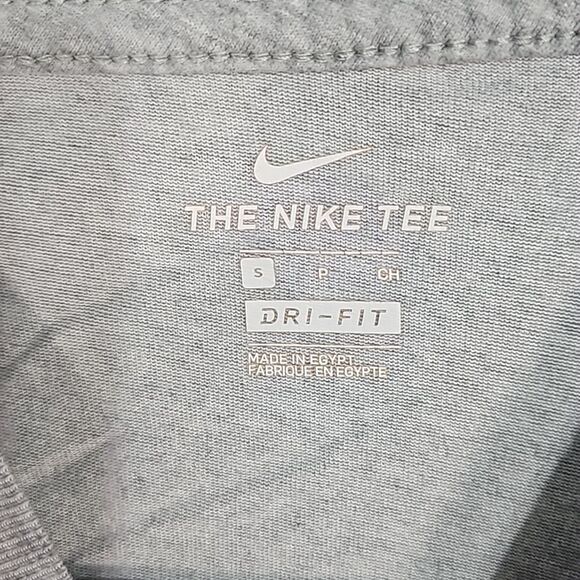 THE NIKE TEE
S P CH
DRI-FIT
MADE IN EGYPT
FABRIQUE EN EGYPTE